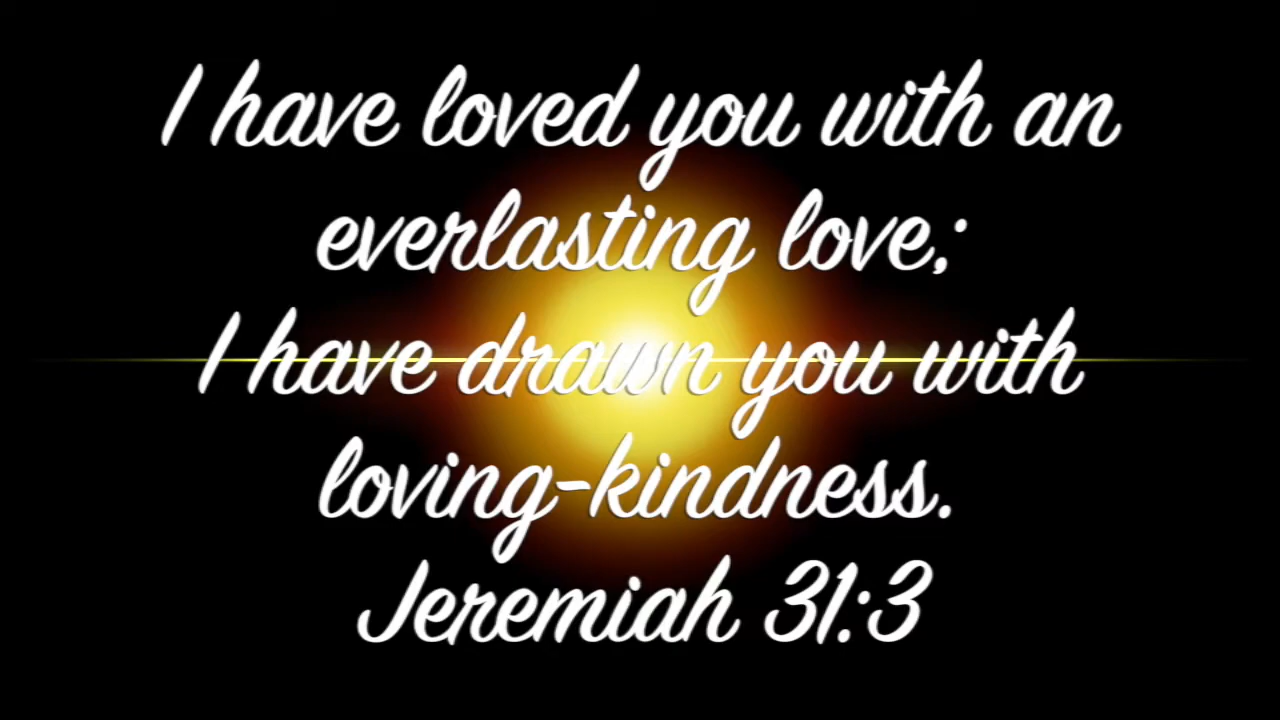 I have loved you with an
everlasting love;
I have drawn you with
loving-kindness.
Jeremiah 31:3